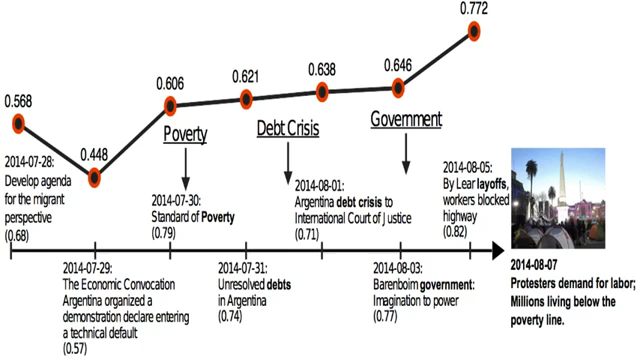 0.772
0.568
0.448
0.606
0.621
0.638
0.646
Poverty
Debt Crisis
Government
2014-07-28:
Develop agenda
for the migrant
perspective
(0.68)
2014-07-29:
The Economic Convocation
Argentina organized a
demonstration declare entering
a technical default
(0.57)
2014-07-30:
Standard of Poverty
(0.79)
2014-07-31:
Unresolved debts
in Argentina
(0.74)
2014-08-01:
Argentina debt crisis to
International Court of Justice
(0.71)
2014-08-03:
Barenboim government:
Imagination to power
(0.77)
2014-08-05:
By Lear layoffs,
workers blocked
highway
(0.82)
2014-08-07
Protesters demand for labor;
Millions living below the
poverty line.